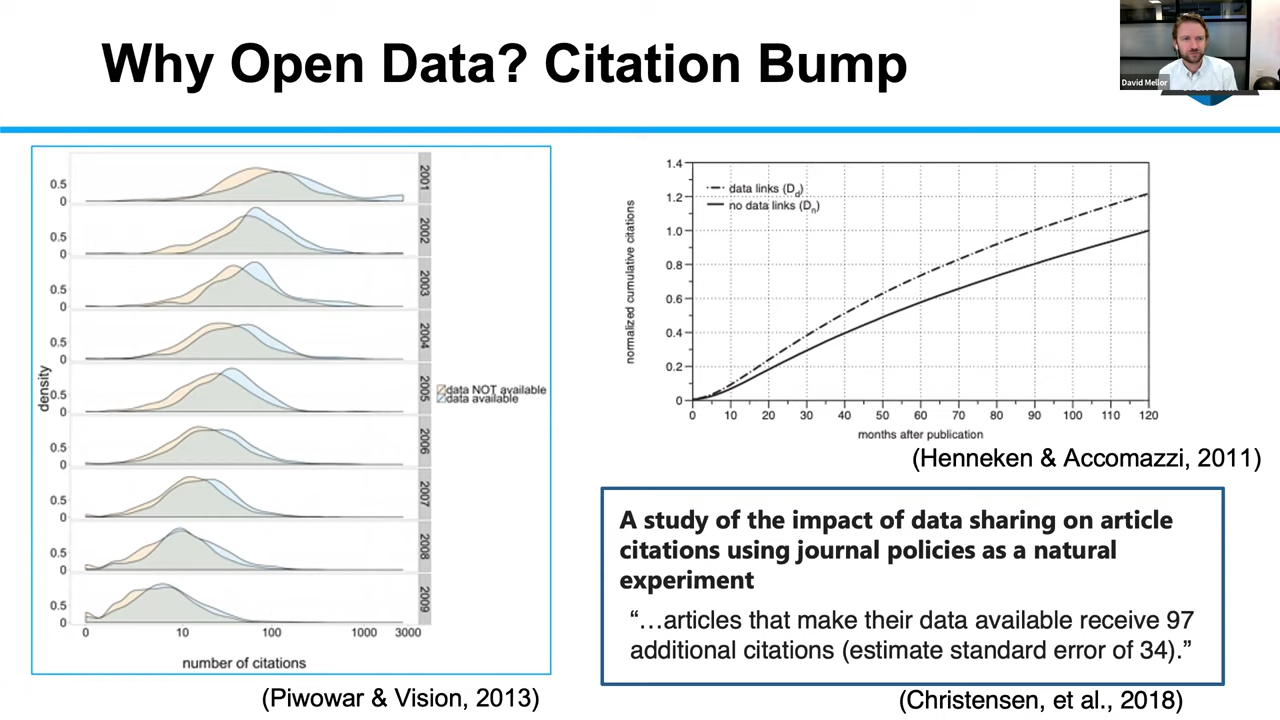 Why Open Data? Citation Bump
David Mellor
density
0.5
0
2001
0.5
0
2002
0.5
0
2003
0.5
0
2004
0.5
0
2005
0.5
0
2006
0.5
0
2007
0.5
0
2008
0.5
0
2009
0 10 100 1000 3000
number of citations
data NOT available
data available
(Piwowar & Vision, 2013)
normalized cumulative citations
1.4
1.2
1.0
0.8
0.6
0.4
0.2
0
data links (Dd)
no data links (Dn)
0 10 20 30 40 50 60 70 80 90 100 110 120
months after publication
(Henneken & Accomazzi, 2011)
A study of the impact of data sharing on article
citations using journal policies as a natural
experiment
“…articles that make their data available receive 97
additional citations (estimate standard error of 34).”
(Christensen, et al., 2018)